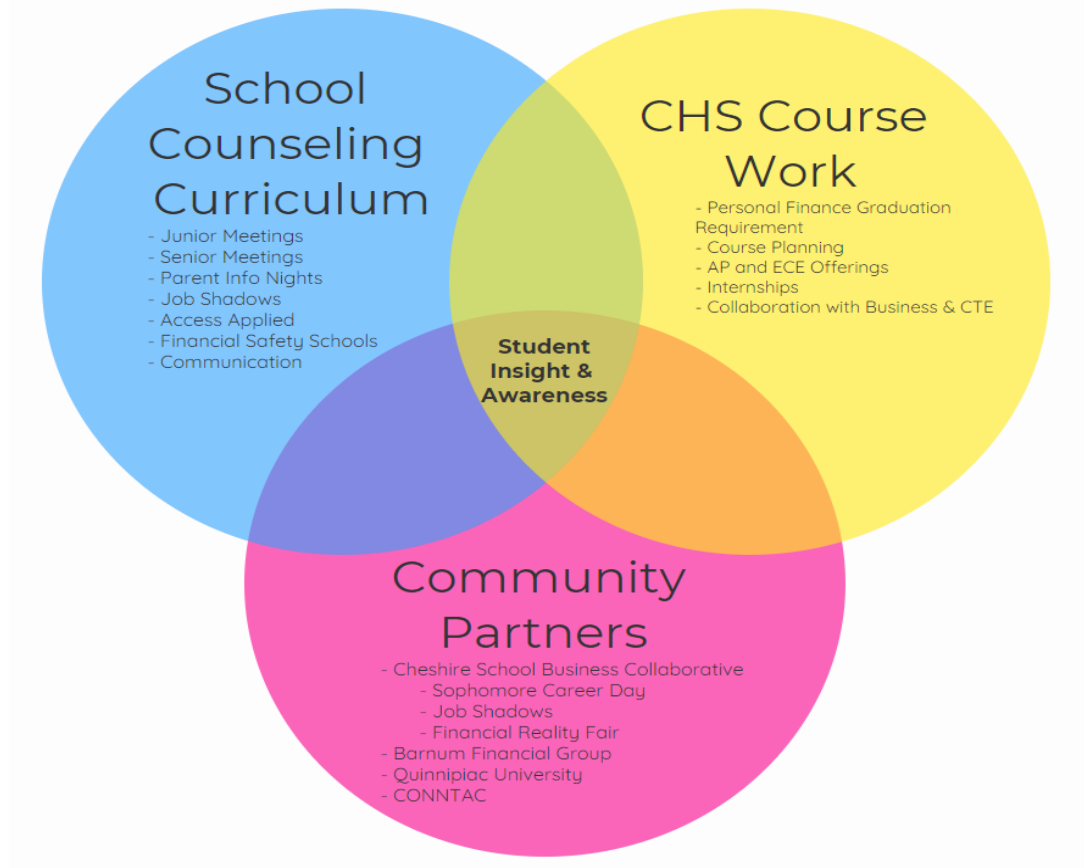 School
Counseling
Curriculum
- Junior Meetings
- Senior Meetings
- Parent Info Nights
- Job Shadows
- Access Applied
- Financial Safety Schools
- Communication
CHS Course
Work
- Personal Finance Graduation
Requirement
- Course Planning
- AP and ECE Offerings
- Internships
- Collaboration with Business & CTE
Student
Insight &
Awareness
Community
Partners
- Cheshire School Business Collaborative
- Sophomore Career Day
- Job Shadows
- Financial Reality Fair
- Barnum Financial Group
- Quinnipiac University
- CONNTAC